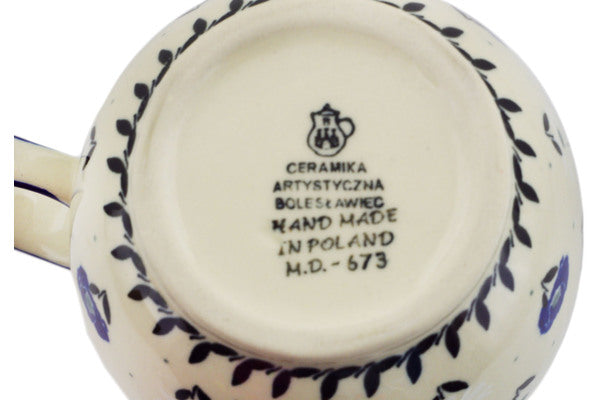 CERAMIKA
ARTYSTYCZNA
BOLESŁAWIEC
HAND MADE
IN POLAND
M.D. - 673